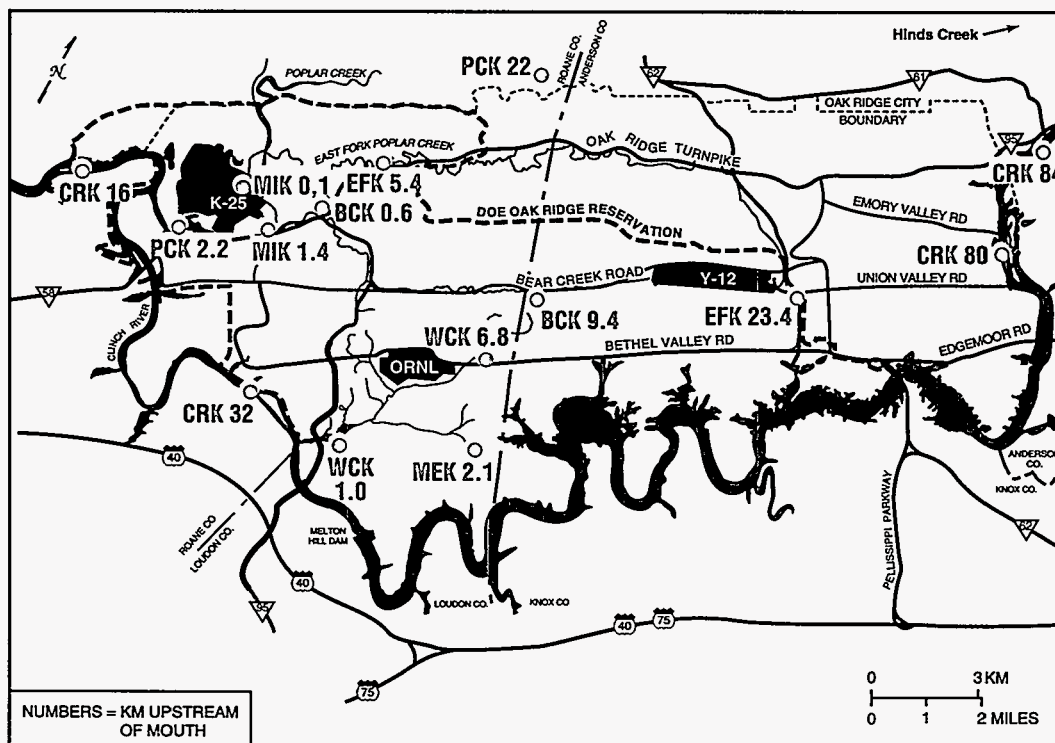 Hinds Creek
N
POPLAR CREEK
PCK 22
ROANE CO.
ANDERSON CO
62
61
OAK RIDGE CITY
BOUNDARY
95
CRK 84
EAST FORK POPLAR CREEK
OAK RIDGE TURNPIKE
CRK 16
K-25
MIK 0.1
EFK 5.4
BCK 0.6
DOE OAK RIDGE RESERVATION
EMORY VALLEY RD
PCK 2.2
MIK 1.4
CRK 80
BEAR CREEK ROAD
Y-12
UNION VALLEY RD
58
CLINCH RIVER
BCK 9.4
EFK 23.4
WCK 6.8
BETHEL VALLEY RD
EDGEMOOR RD
ORNL
CRK 32
40
WCK
1.0
MEK 2.1
ANDERSON
CO.
KNOX CO.
ROANE CO
LOUDON CO.
MELTON
HILL DAM
PELLISSIPPI PARKWAY
62
40
95
LOUDON CO.
KNOX CO
40
75
75
NUMBERS = KM UPSTREAM
OF MOUTH
0 3 KM
0 1 2 MILES